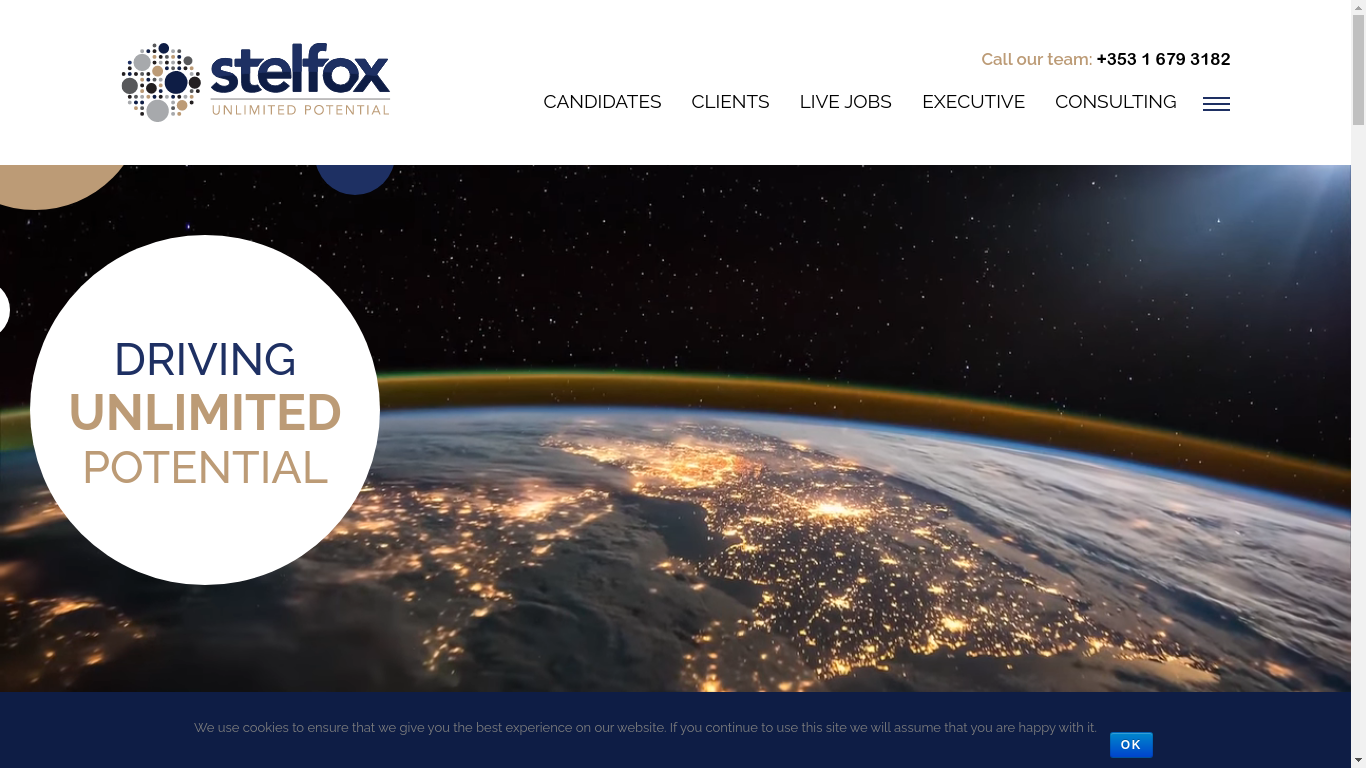 stelfox
UNLIMITED POTENTIAL
Call our team: +353 1 679 3182
CANDIDATES CLIENTS LIVE JOBS EXECUTIVE CONSULTING
DRIVING
UNLIMITED
POTENTIAL
We use cookies to ensure that we give you the best experience on our website. If you continue to use this site we will assume that you are happy with it.
OK